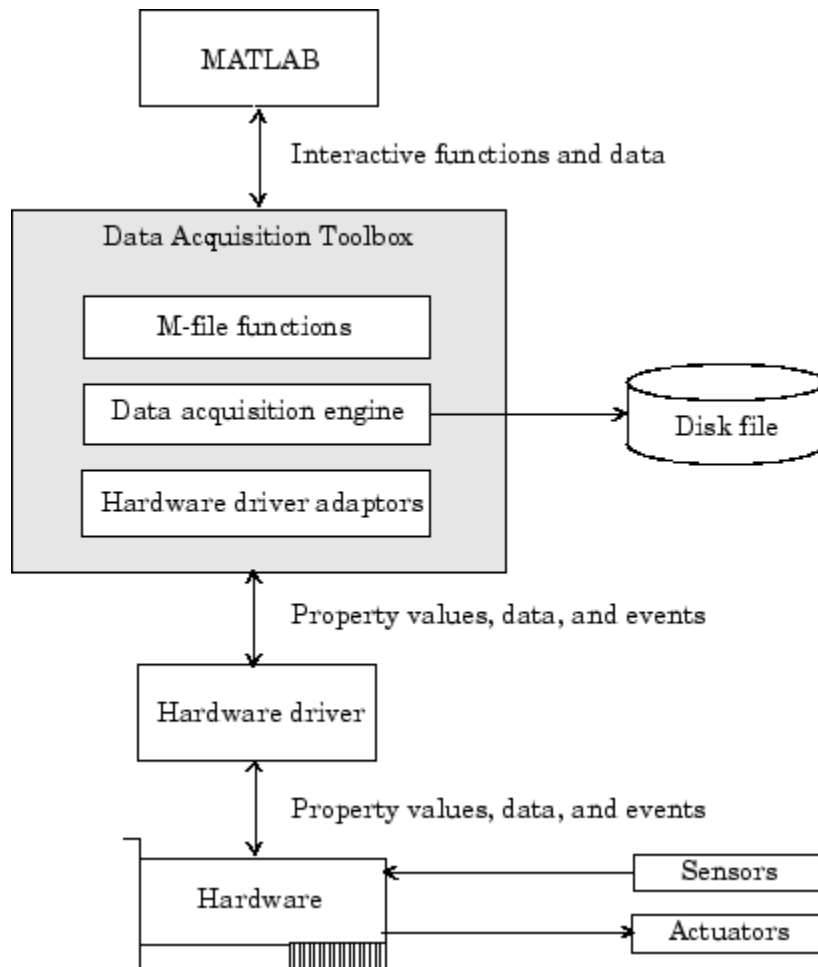 MATLAB
Interactive functions and data
Data Acquisition Toolbox
M-file functions
Data acquisition engine
Disk file
Hardware driver adaptors
Property values, data, and events
Hardware driver
Property values, data, and events
Sensors
Hardware
Actuators